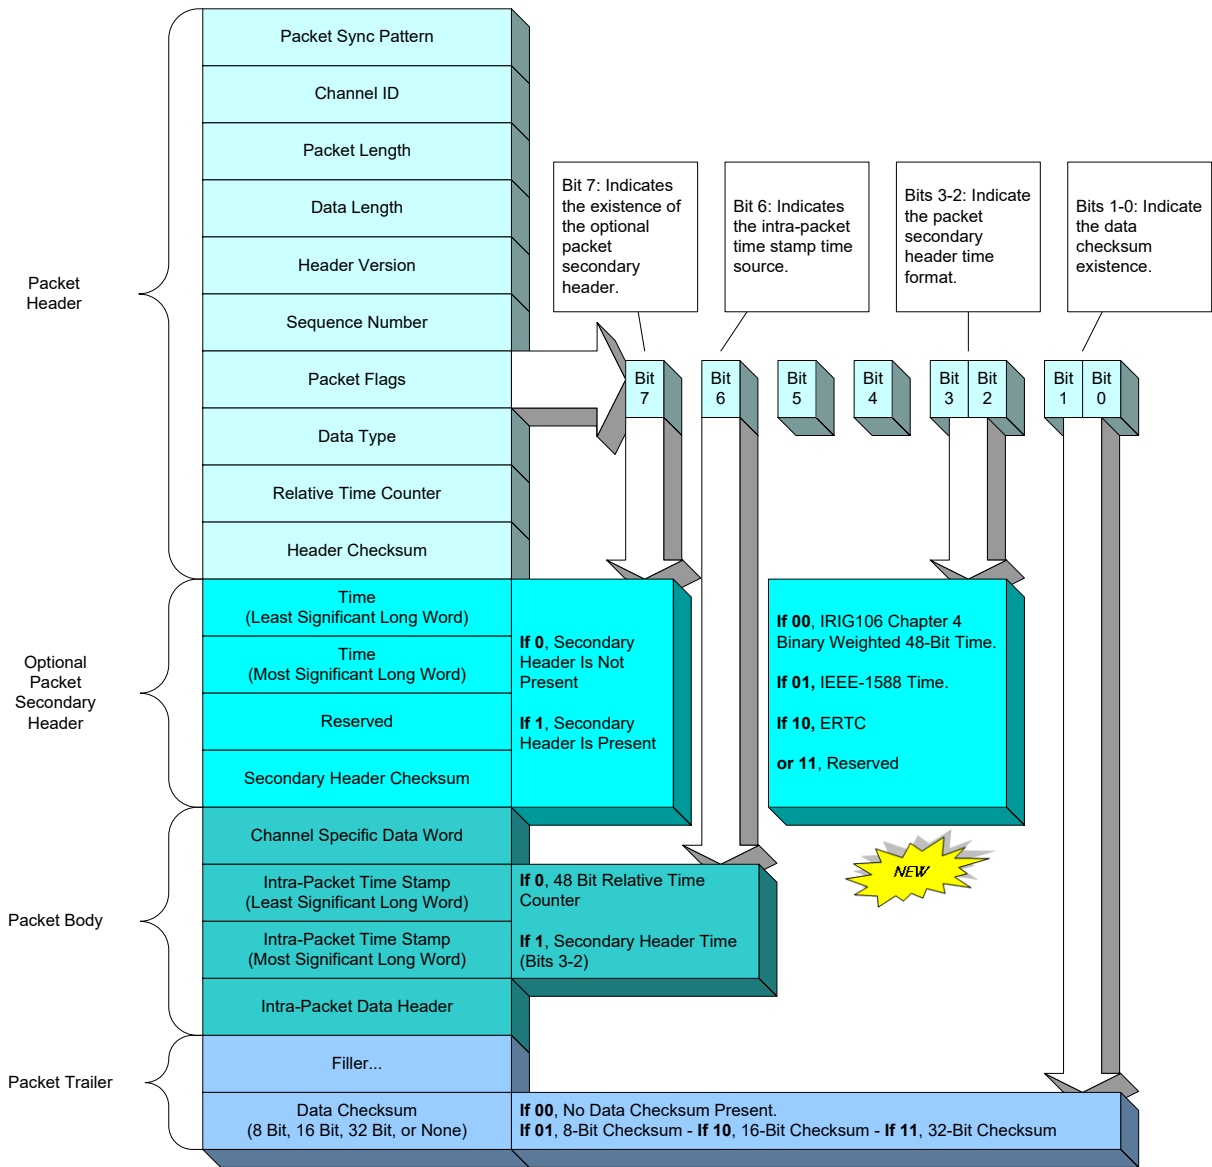 Packet Sync Pattern
Channel ID
Packet Length
Data Length
Header Version
Sequence Number
Packet Flags
Data Type
Relative Time Counter
Header Checksum
Packet
Header
Bit 7: Indicates
the existence of
the optional
packet
secondary
header.
Bit 6: Indicates
the intra-packet
time stamp time
source.
Bits 3-2: Indicate
the packet
secondary
header time
format.
Bits 1-0: Indicate
the data
checksum
existence.
Bit
7
Bit
6
Bit
5
Bit
4
Bit
3
Bit
2
Bit
1
Bit
0
Optional
Packet
Secondary
Header
Time
(Least Significant Long Word)
Time
(Most Significant Long Word)
Reserved
Secondary Header Checksum
If 0, Secondary
Header Is Not
Present
If 1, Secondary
Header Is Present
If 00, IRIG106 Chapter 4
Binary Weighted 48-Bit Time.
If 01, IEEE-1588 Time.
If 10, ERTC
or 11, Reserved
NEW
Packet Body
Channel Specific Data Word
Intra-Packet Time Stamp
(Least Significant Long Word)
Intra-Packet Time Stamp
(Most Significant Long Word)
Intra-Packet Data Header
If 0, 48 Bit Relative Time
Counter
If 1, Secondary Header Time
(Bits 3-2)
Packet Trailer
Filler...
Data Checksum
(8 Bit, 16 Bit, 32 Bit, or None)
If 00, No Data Checksum Present.
If 01, 8-Bit Checksum - If 10, 16-Bit Checksum - If 11, 32-Bit Checksum